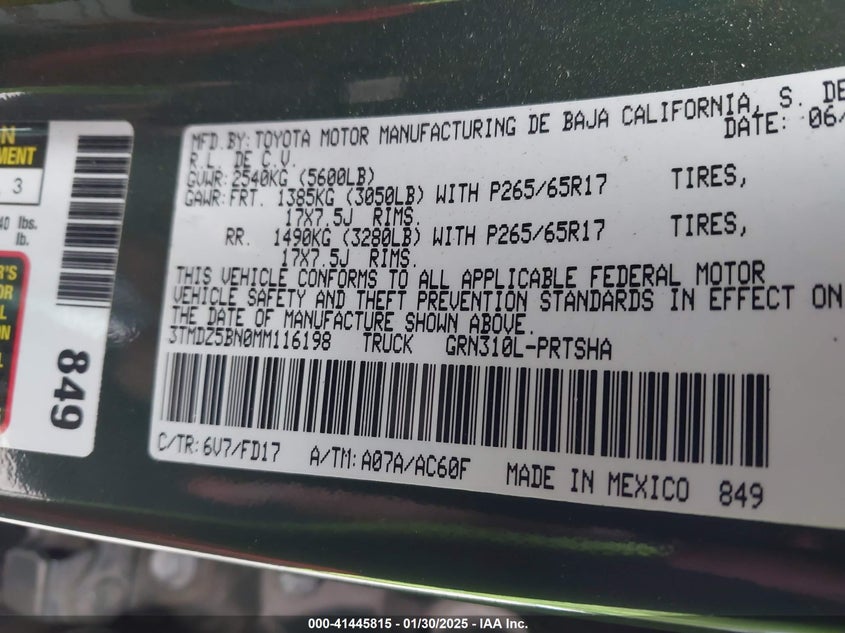 MFD.BY: TOYOTA MOTOR MANUFACTURING DE BAJA CALIFORNIA, S. DE
R.L. DE C.V. DATE: 06/
GVWR: 2540KG (5600LB)
GAWR: FRT. 1385KG (3050LB) WITH P265/65R17 TIRES,
17X7.5J RIMS.
RR. 1490KG (3280LB) WITH P265/65R17 TIRES,
17X7.5J RIMS.
THIS VEHICLE CONFORMS TO ALL APPLICABLE FEDERAL MOTOR
VEHICLE SAFETY AND THEFT PREVENTION STANDARDS IN EFFECT ON
THE DATE OF MANUFACTURE SHOWN ABOVE.
3TMDZ5BN0MM116198 TRUCK GRN310L-PRTSHA
C/TR: 6V7/FD17 A/TM: A07A/AC60F MADE IN MEXICO 849
3
lbs.
lb.
849
000-41445815 - 01/30/2025 - IAA Inc.